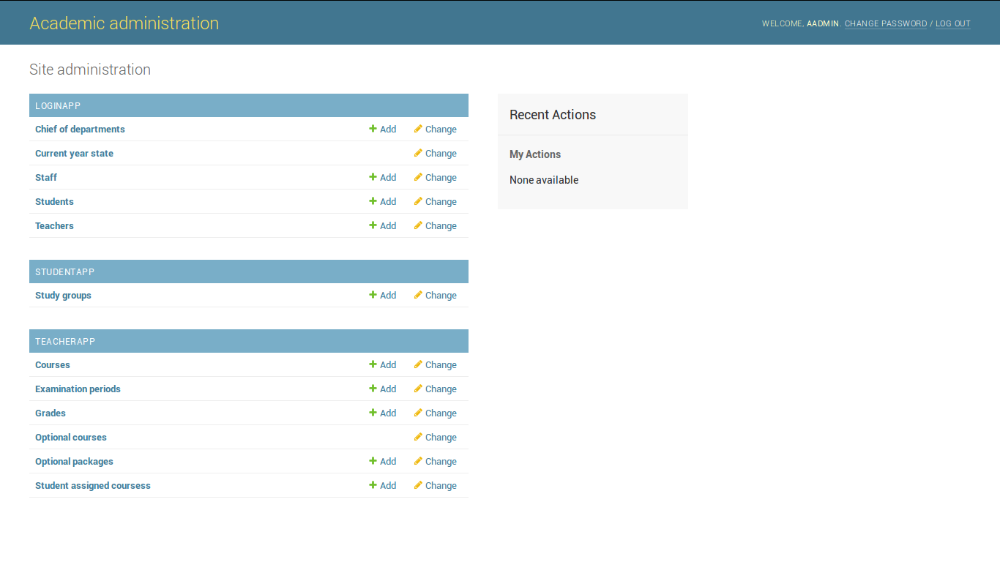 Academic administration
WELCOME, AADMIN. CHANGE PASSWORD / LOG OUT
Site administration
LOGINAPP
Chief of departments Add Change
Current year state Change
Staff Add Change
Students Add Change
Teachers Add Change
STUDENTAPP
Study groups Add Change
TEACHERAPP
Courses Add Change
Examination periods Add Change
Grades Add Change
Optional courses Change
Optional packages Add Change
Student assigned coursess Add Change
Recent Actions
My Actions
None available